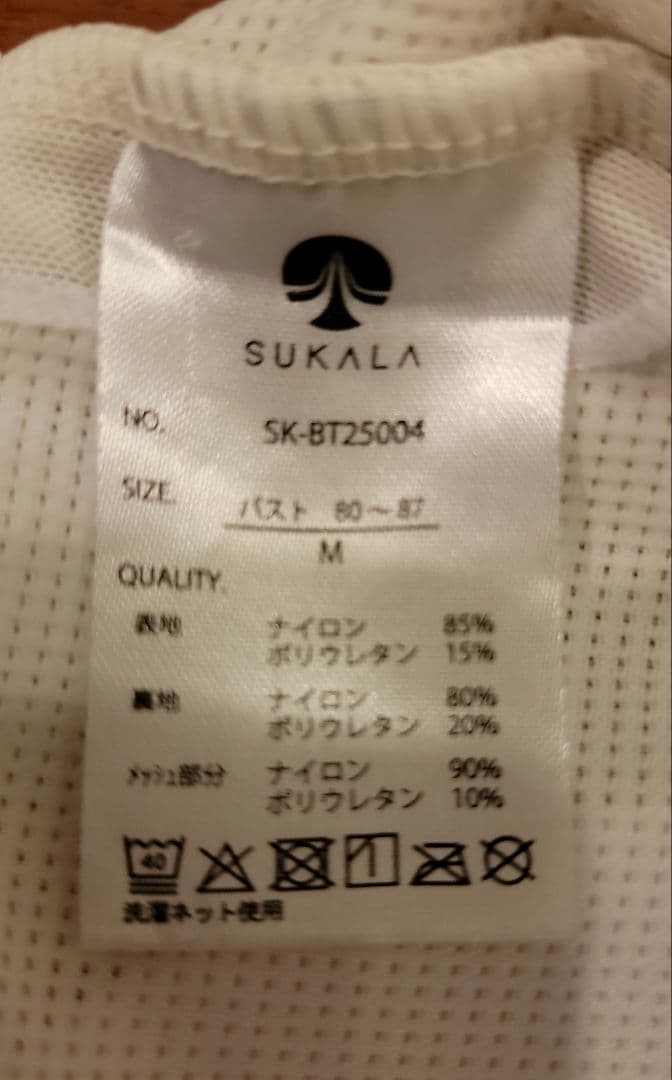 SUKALA
NO. SK-BT25004
SIZE. バスト 80～87
M
QUALITY.
表地 ナイロン 85%
ポリウレタン 15%
裏地 ナイロン 80%
ポリウレタン 20%
メッシュ部分 ナイロン 90%
ポリウレタン 10%
40
洗濯ネット使用